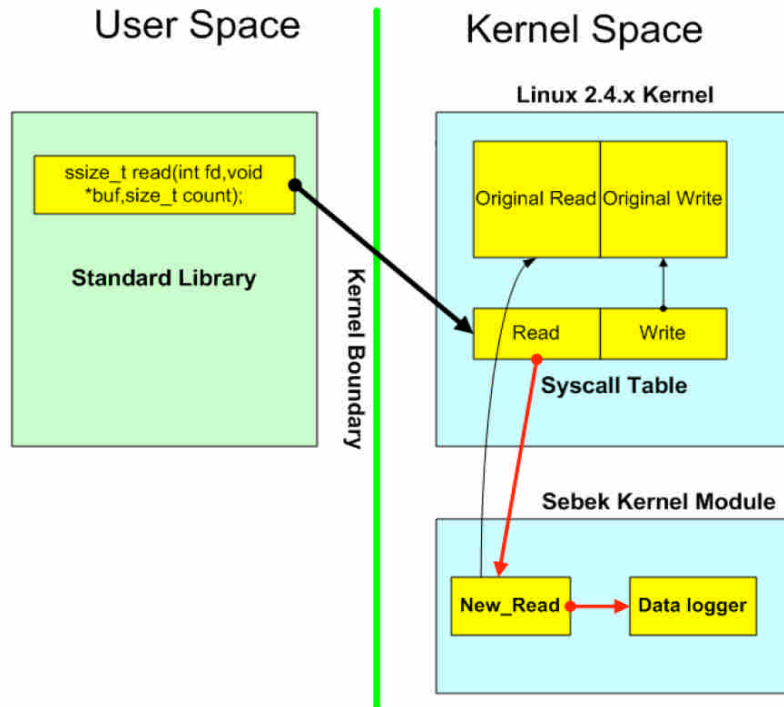 User Space
Kernel Space
Linux 2.4.x Kernel
ssize_t read(int fd,void
*buf,size_t count);
Standard Library
Kernel Boundary
Original Read
Original Write
Read
Write
Syscall Table
Sebek Kernel Module
New_Read
Data logger